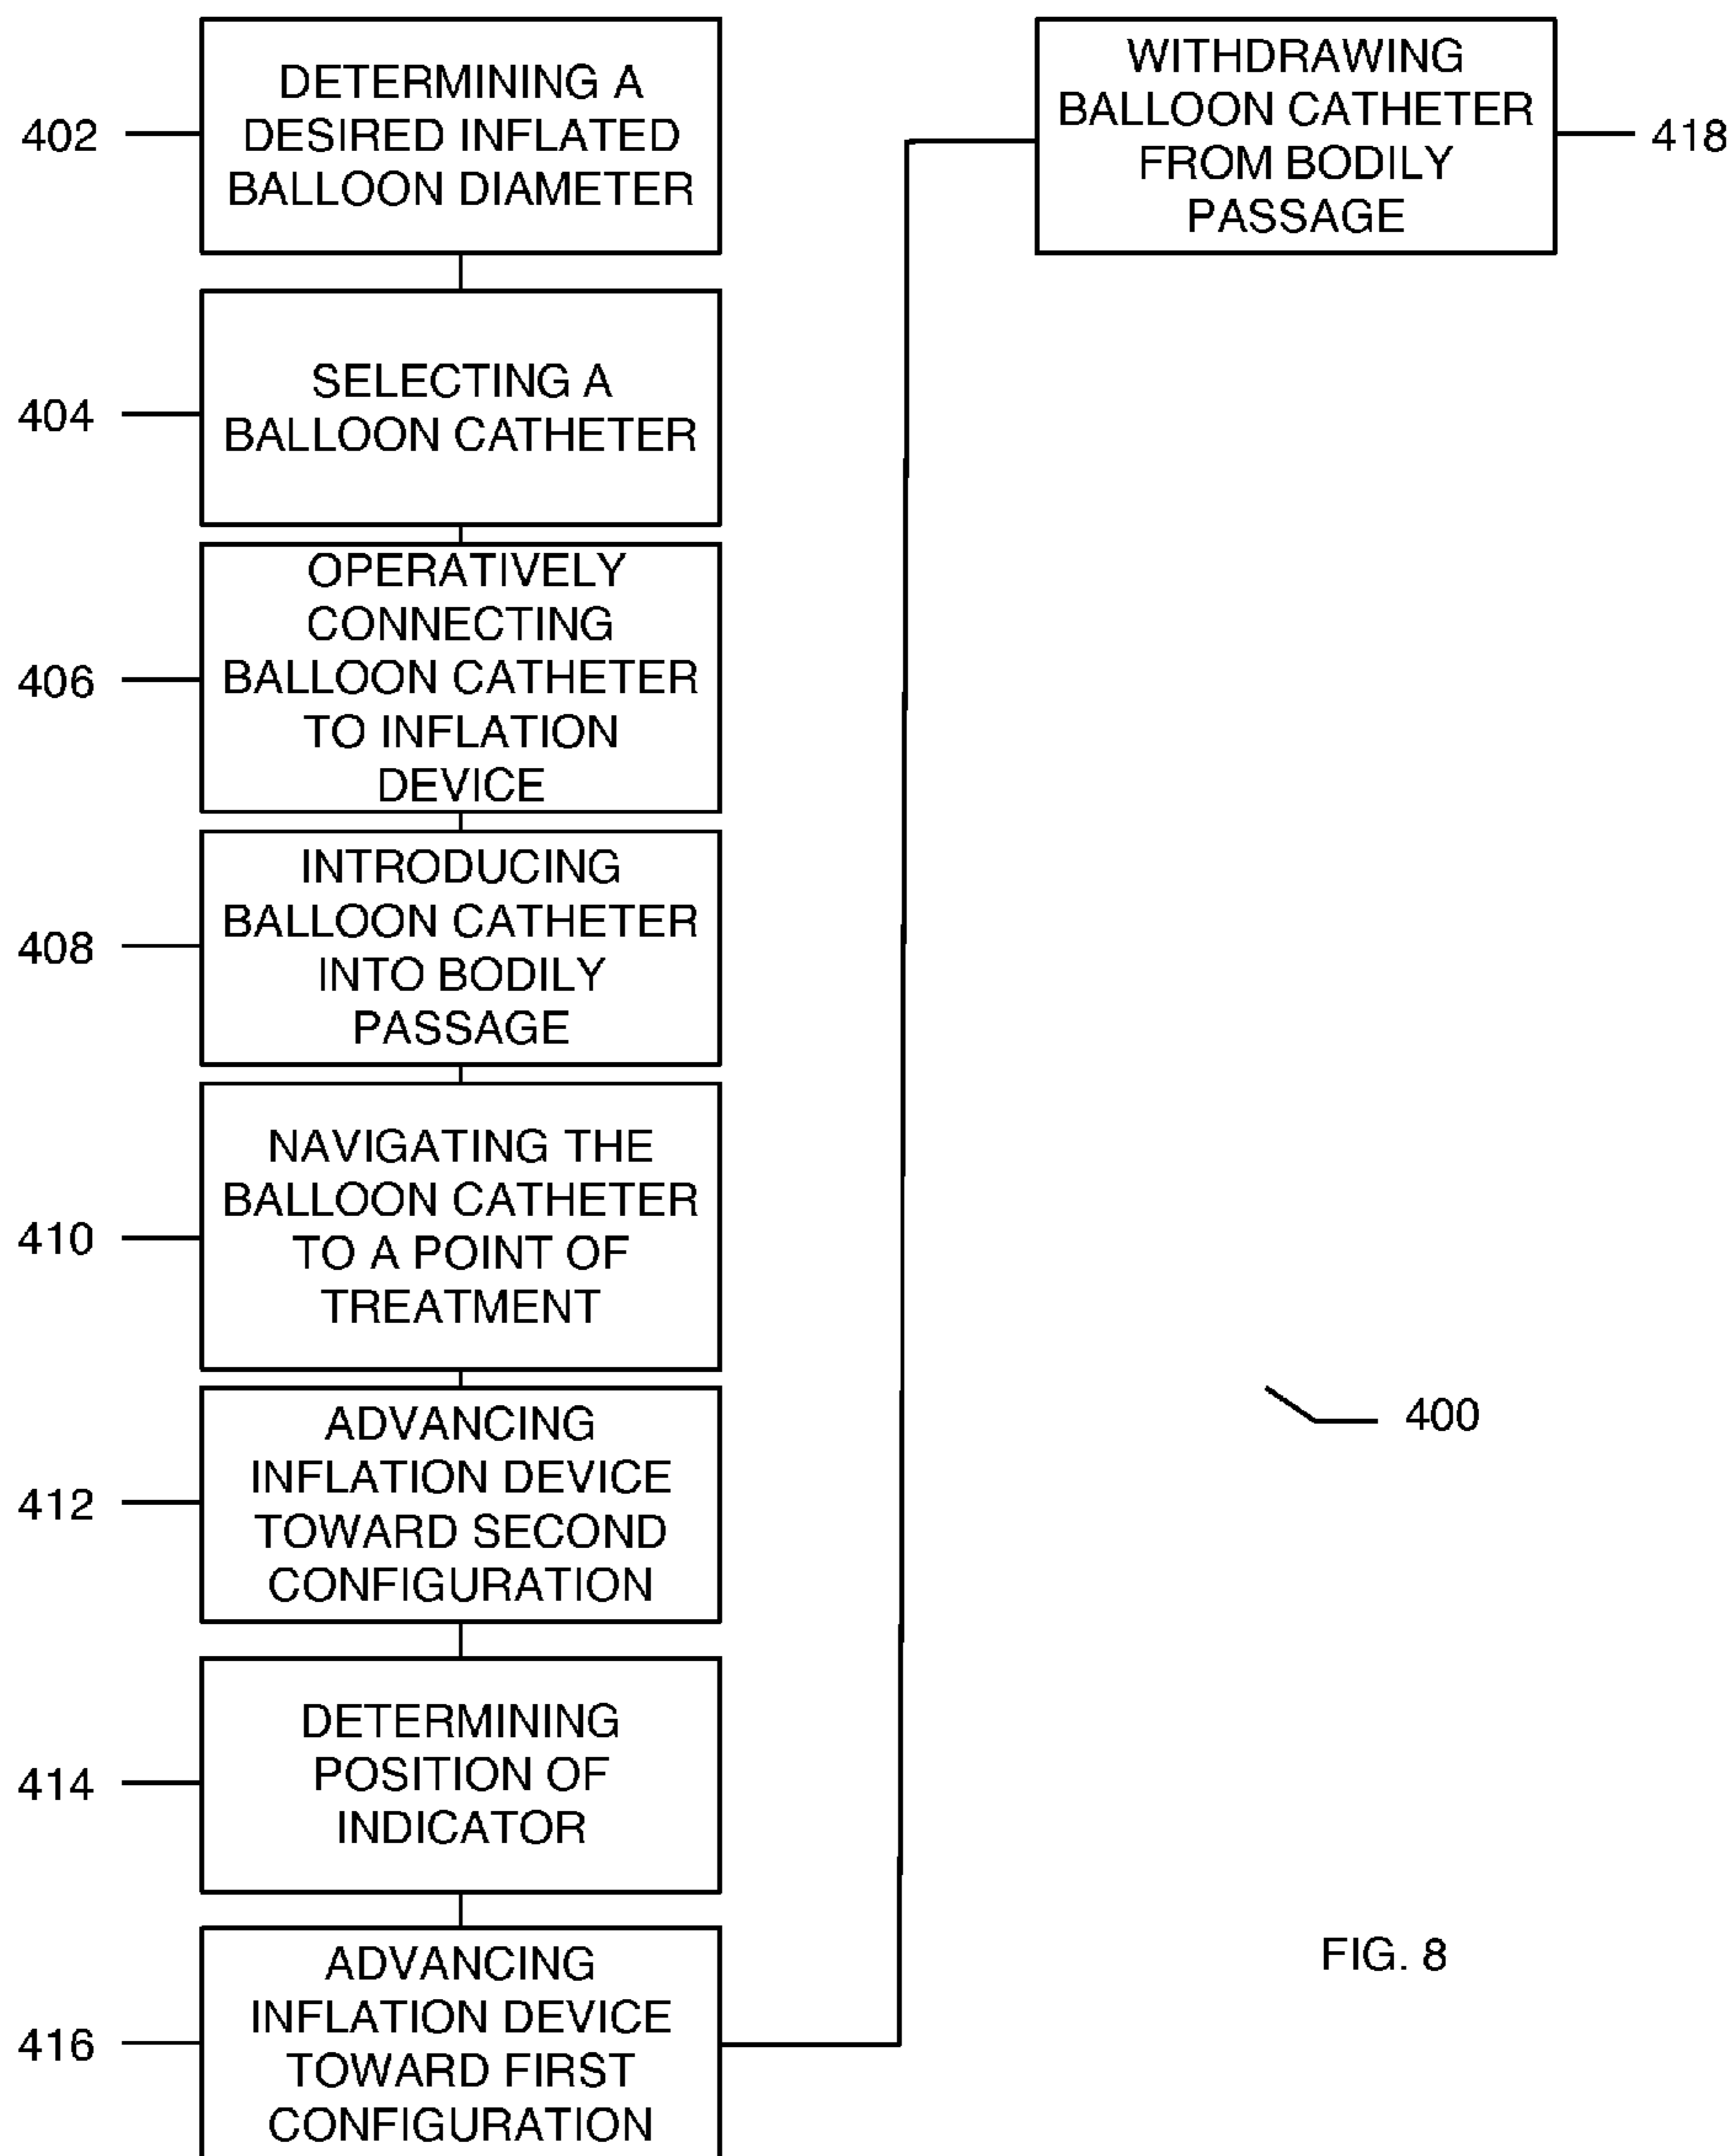 402
DETERMINING A
DESIRED INFLATED
BALLOON DIAMETER
404
SELECTING A
BALLOON CATHETER
406
OPERATIVELY
CONNECTING
BALLOON CATHETER
TO INFLATION
DEVICE
408
INTRODUCING
BALLOON CATHETER
INTO BODILY
PASSAGE
410
NAVIGATING THE
BALLOON CATHETER
TO A POINT OF
TREATMENT
412
ADVANCING
INFLATION DEVICE
TOWARD SECOND
CONFIGURATION
414
DETERMINING
POSITION OF
INDICATOR
416
ADVANCING
INFLATION DEVICE
TOWARD FIRST
CONFIGURATION
WITHDRAWING
BALLOON CATHETER
FROM BODILY
PASSAGE
418
400
FIG. 8